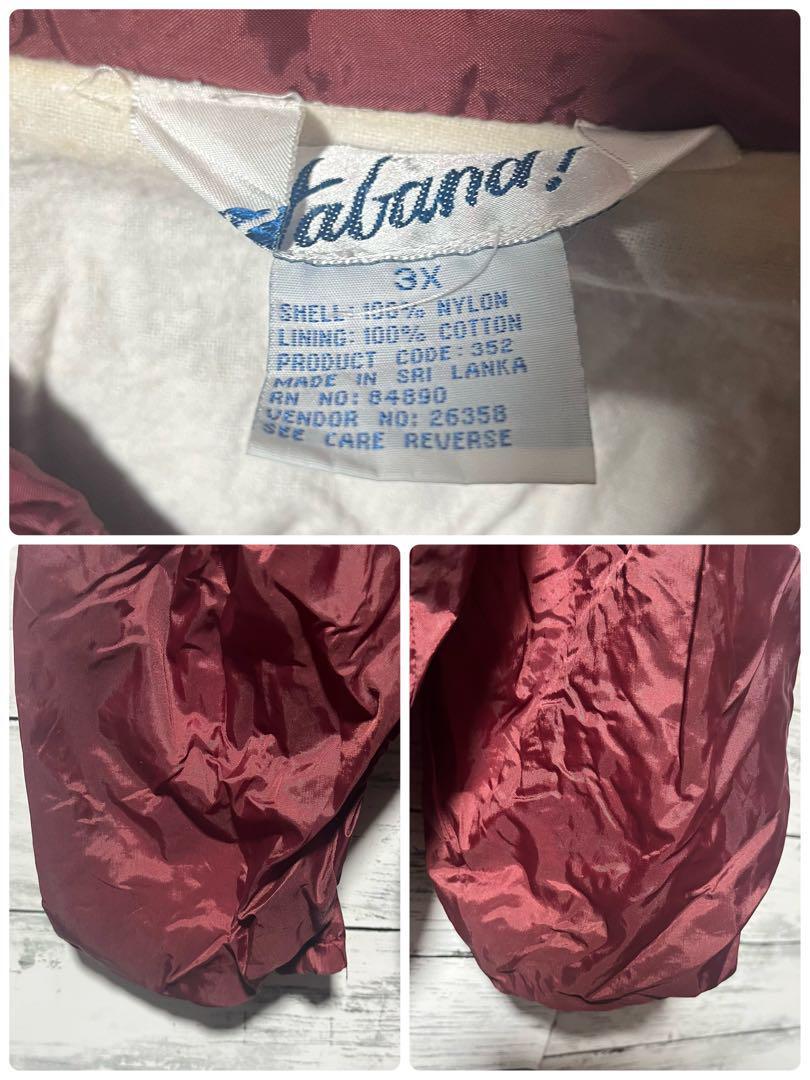 tabana!
3X
SHELL: 100% NYLON
LINING: 100% COTTON
PRODUCT CODE: 352
MADE IN SRI LANKA
RN NO: 84890
VENDOR NO: 26358
SEE CARE REVERSE